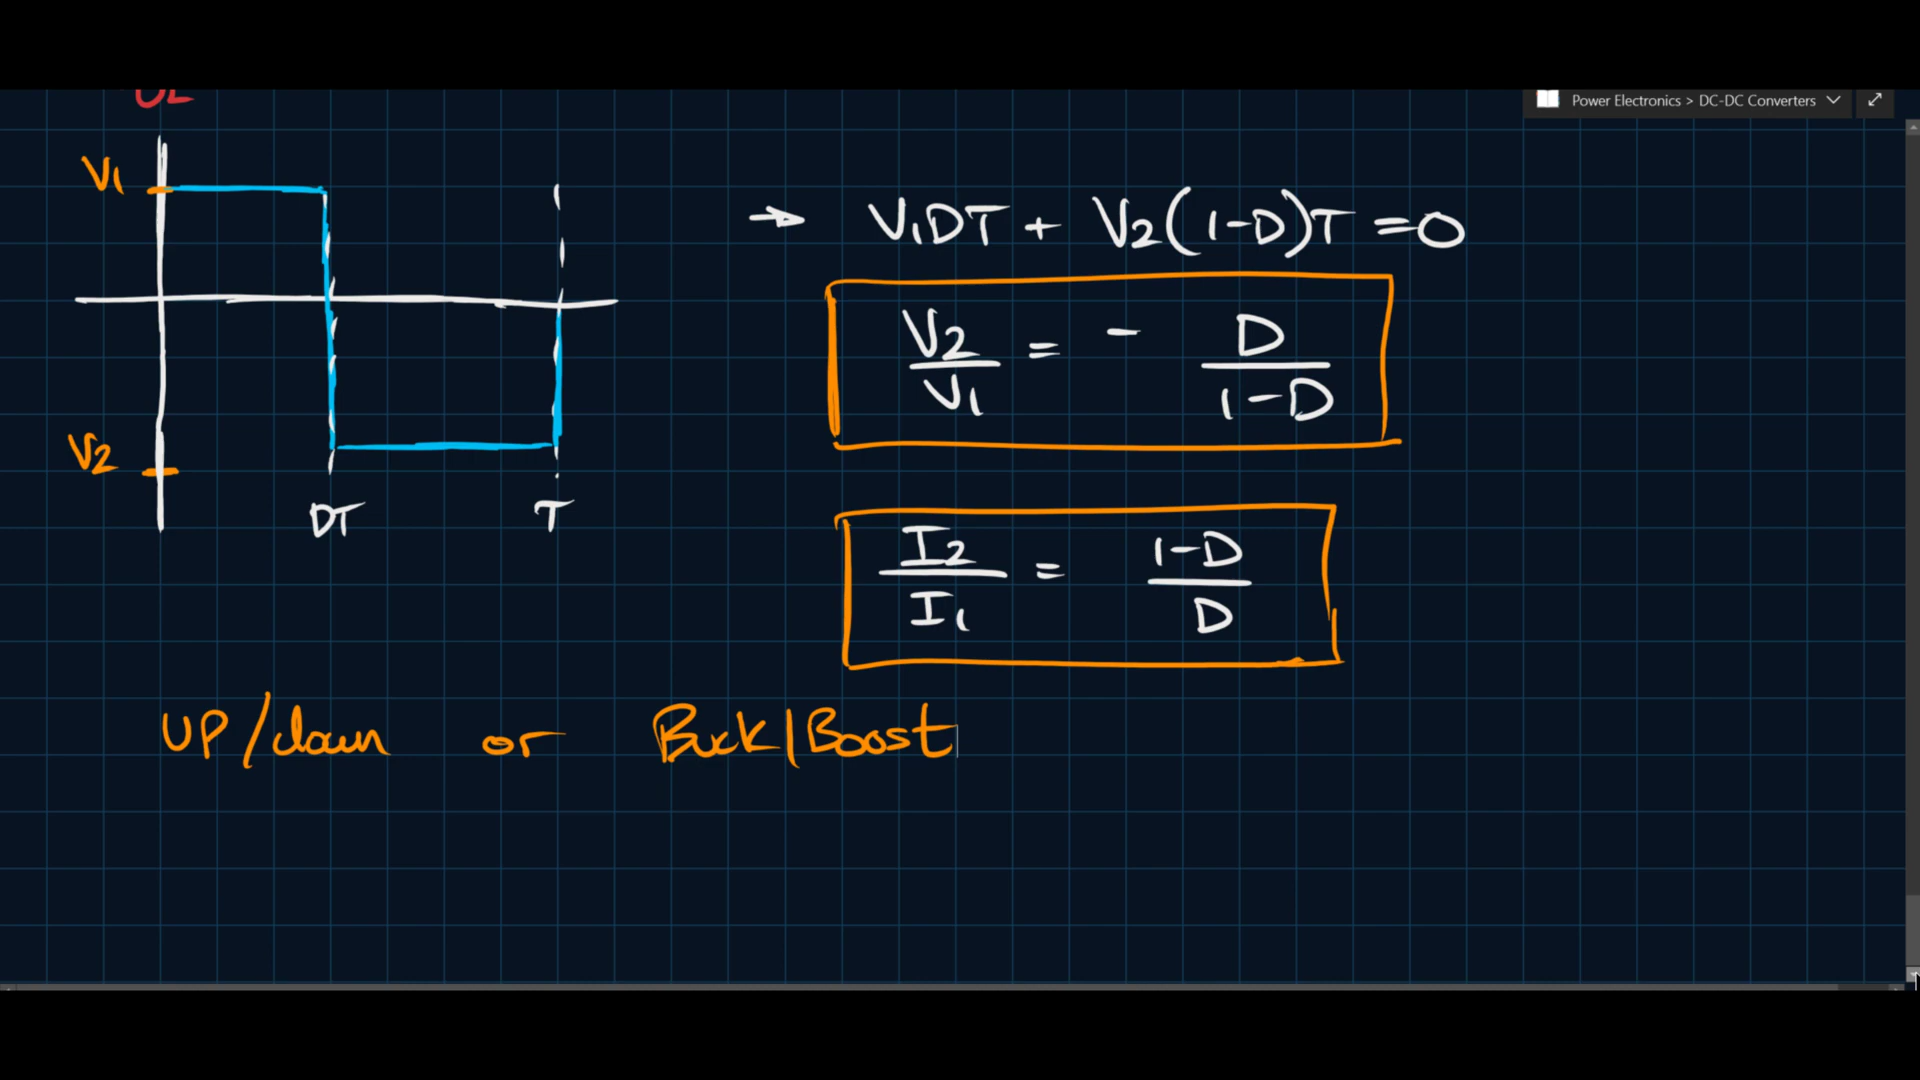 Power Electronics > DC-DC Converters
V1
V2
DT
T
→ V1DT + V2(1-D)T = 0
V2/V1 = - D/1-D
I2/I1 = 1-D/D
UP/down or Buck/Boost